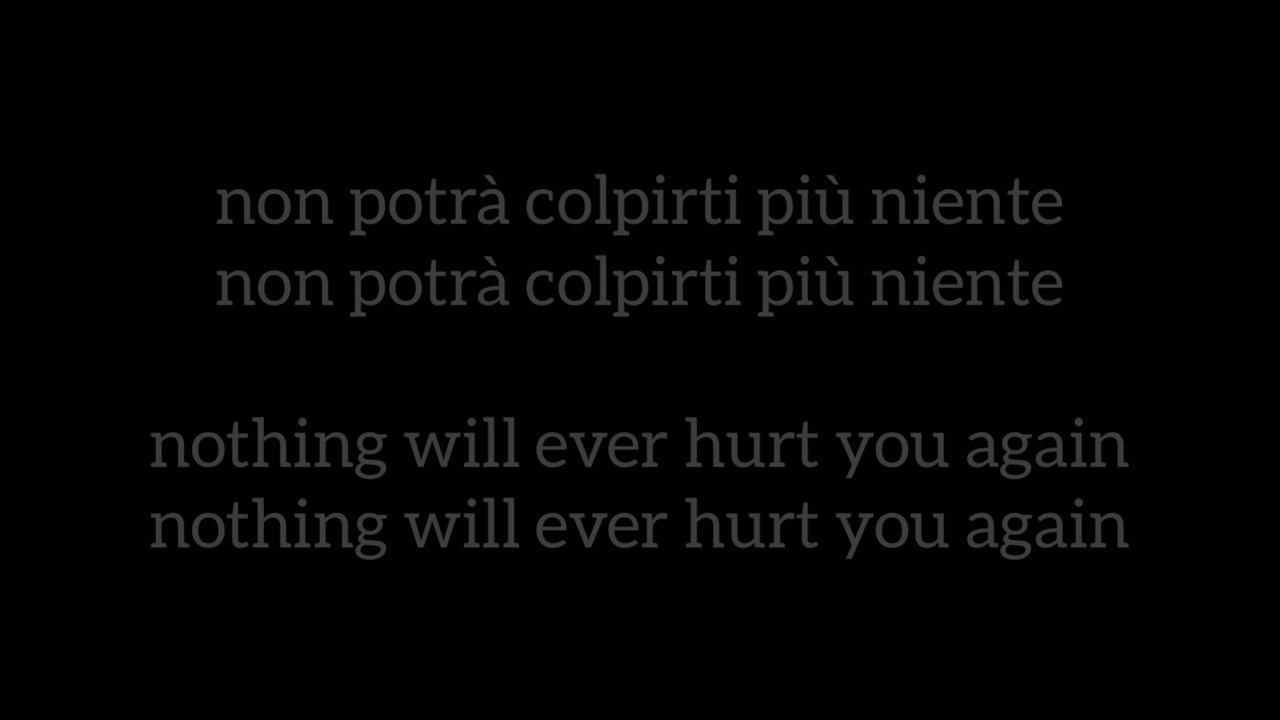 non potrà colpirti più niente
non potrà colpirti più niente
nothing will ever hurt you again
nothing will ever hurt you again